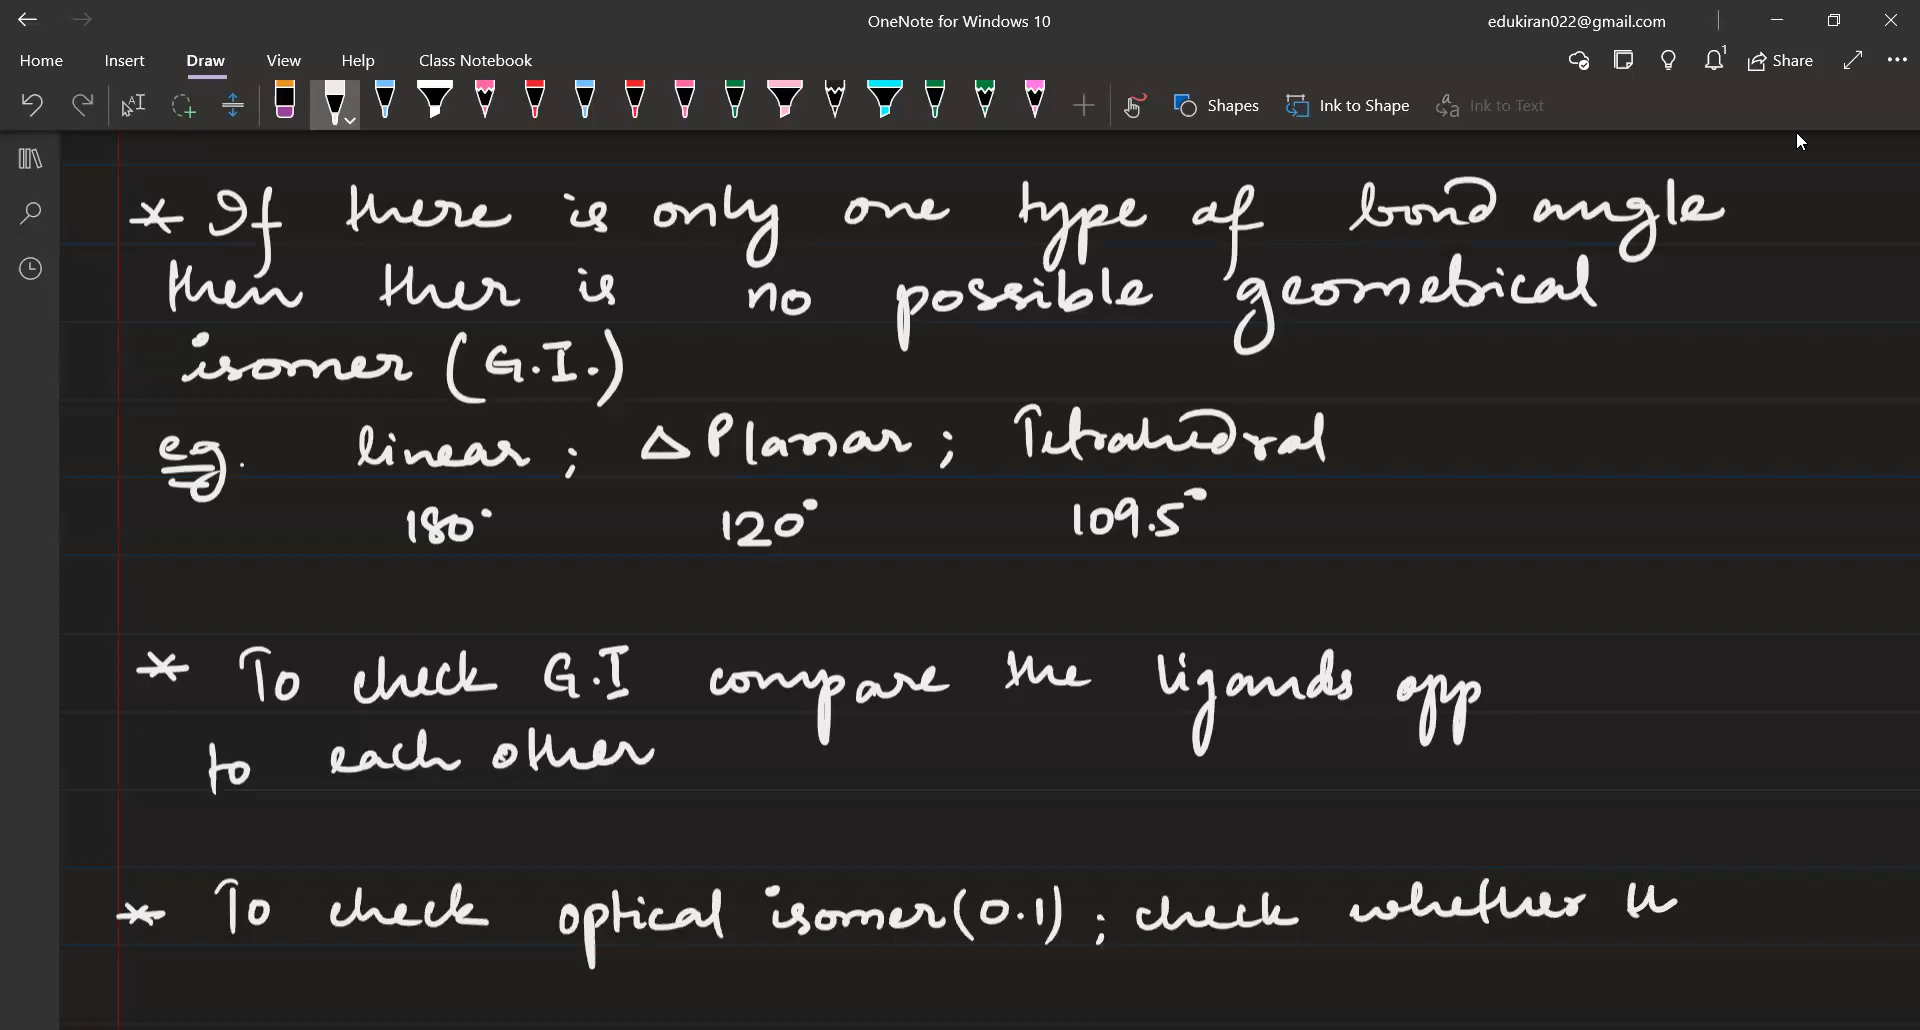 OneNote for Windows 10
edukiran022@gmail.com
Home Insert Draw View Help Class Notebook
1
Share
Shapes Ink to Shape Ink to Text
* If there is only one type of bond angle
then ther is no possible geometrical
isomer (G.I.)
eg. linear ; Δ Planar ; Tetrahedral
180° 120° 109.5°
* To check G.I compare the ligands opp
to each other
* To check optical isomer (O.I) ; check whether